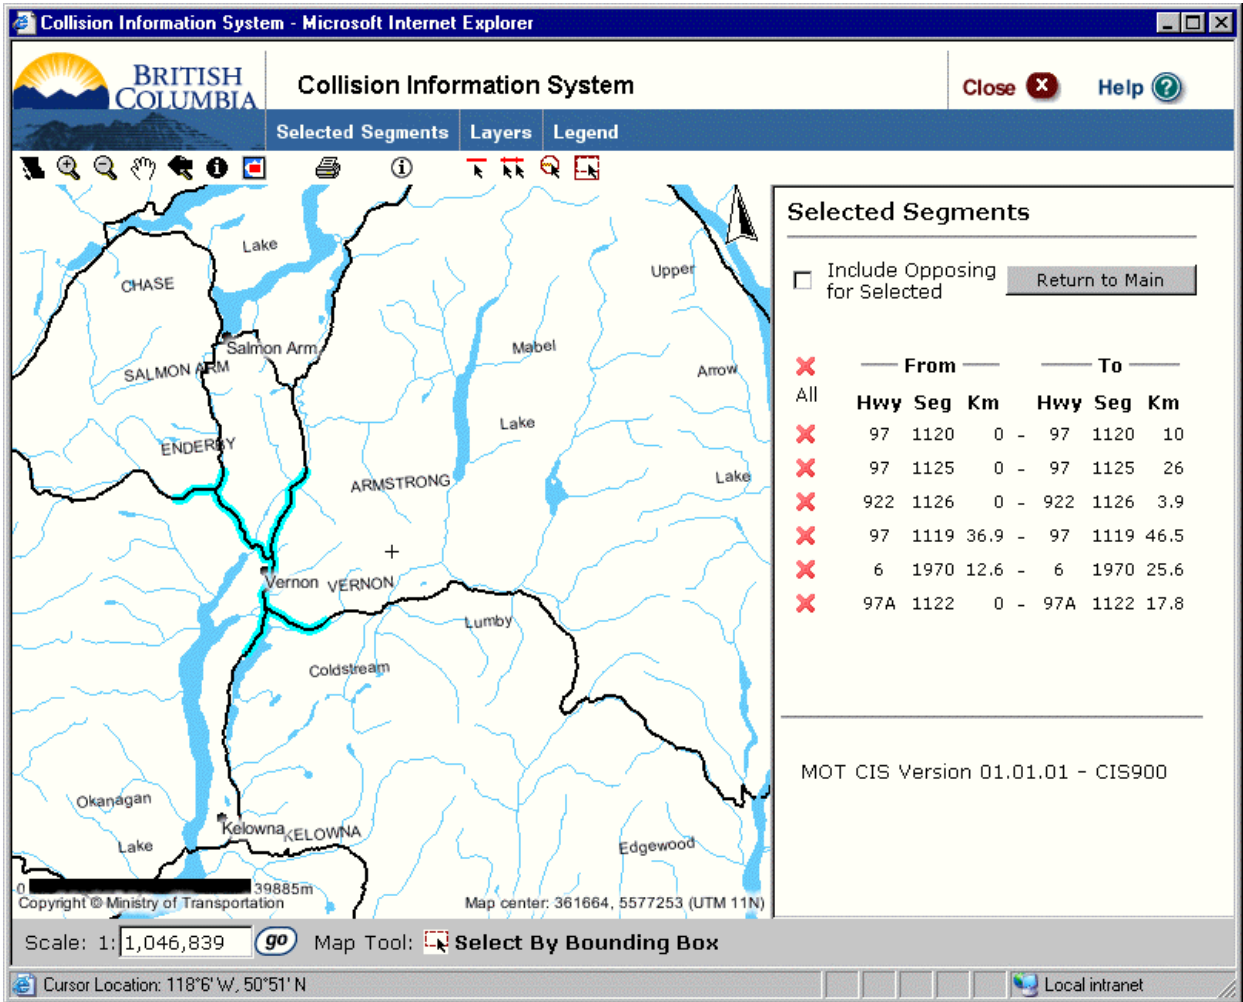 Collision Information System - Microsoft Internet Explorer
BRITISH
COLUMBIA
Collision Information System
Close
Help
Selected Segments
Layers
Legend
Lake
CHASE
Upper
Salmon Arm
SALMON ARM
Mabel
Arrow
Lake
ENDERBY
ARMSTRONG
Lake
Vernon
VERNON
Lumby
Coldstream
Okanagan
Lake
Kelowna
KELOWNA
Edgewood
0
39885m
Copyright © Ministry of Transportation
Map center: 361664, 5577253 (UTM 11N)
Selected Segments
Include Opposing
for Selected
Return to Main
All
From To
Hwy Seg Km Hwy Seg Km
97 1120 0 - 97 1120 10
97 1125 0 - 97 1125 26
922 1126 0 - 922 1126 3.9
97 1119 36.9 - 97 1119 46.5
6 1970 12.6 - 6 1970 25.6
97A 1122 0 - 97A 1122 17.8
MOT CIS Version 01.01.01 - CIS900
Scale: 1: 1,046,839 go Map Tool: Select By Bounding Box
Cursor Location: 118°6' W, 50°51' N
Local intranet